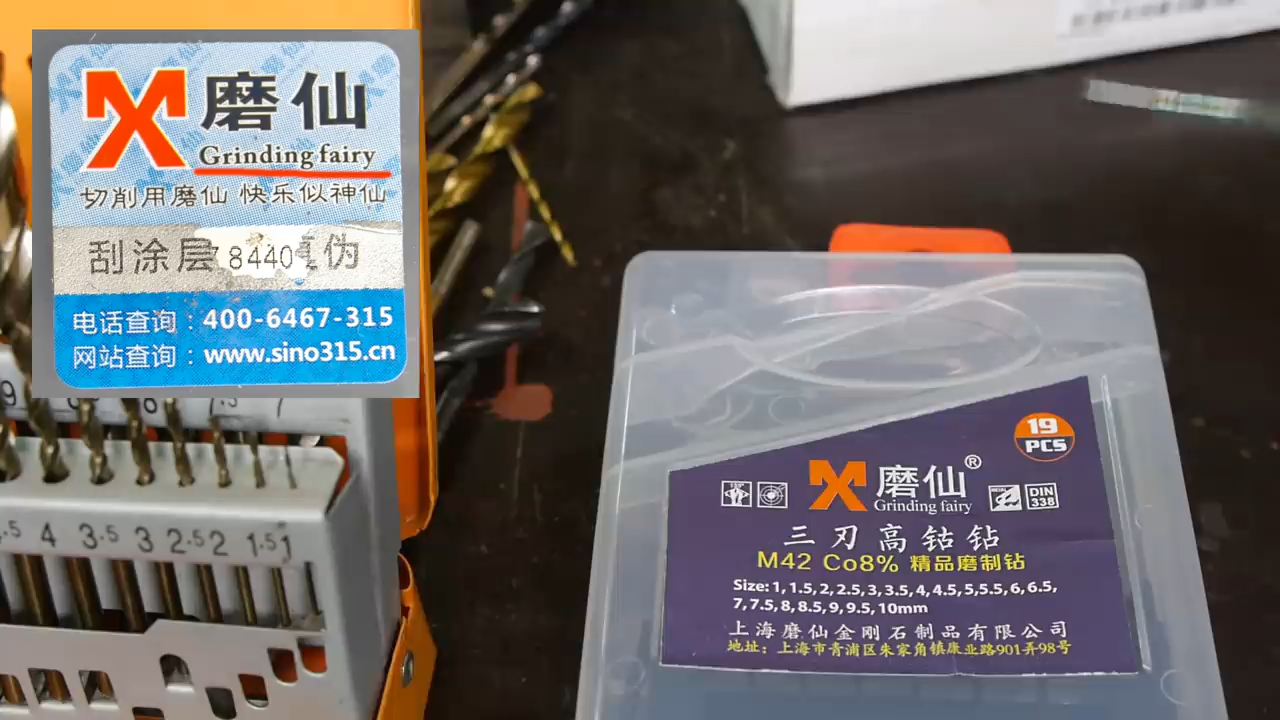 磨仙
Grinding fairy
切削用磨仙 快乐似神仙
刮涂层 78440 真伪
电话查询：400-6467-315
网站查询：www.sino315.cn
9
7.5 7
4 3.5 3 2.5 2 1.5 1
19
PCS
磨仙®
Grinding fairy
DIN
338
三刃高钴钻
M42 Co8% 精品磨制钻
Size: 1, 1.5, 2, 2.5, 3, 3.5, 4, 4.5, 5,5.5, 6, 6.5,
7, 7.5, 8, 8.5, 9, 9.5, 10mm
上海磨仙金刚石制品有限公司
地址：上海市青浦区朱家角镇康业路901弄98号